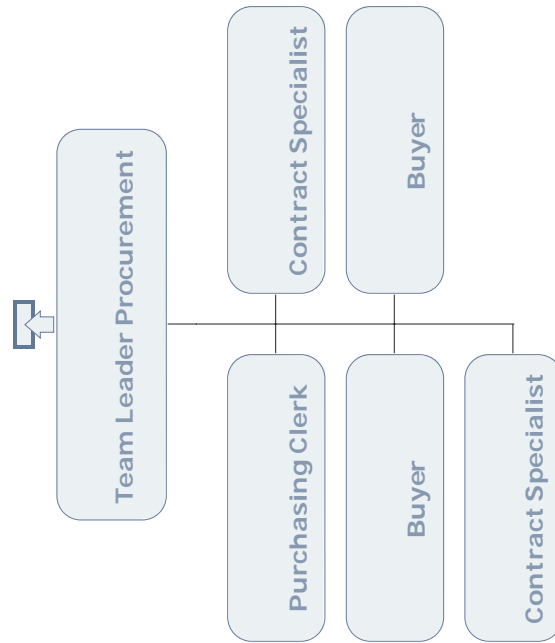 Team Leader Procurement
Purchasing Clerk
Contract Specialist
Buyer
Buyer
Contract Specialist